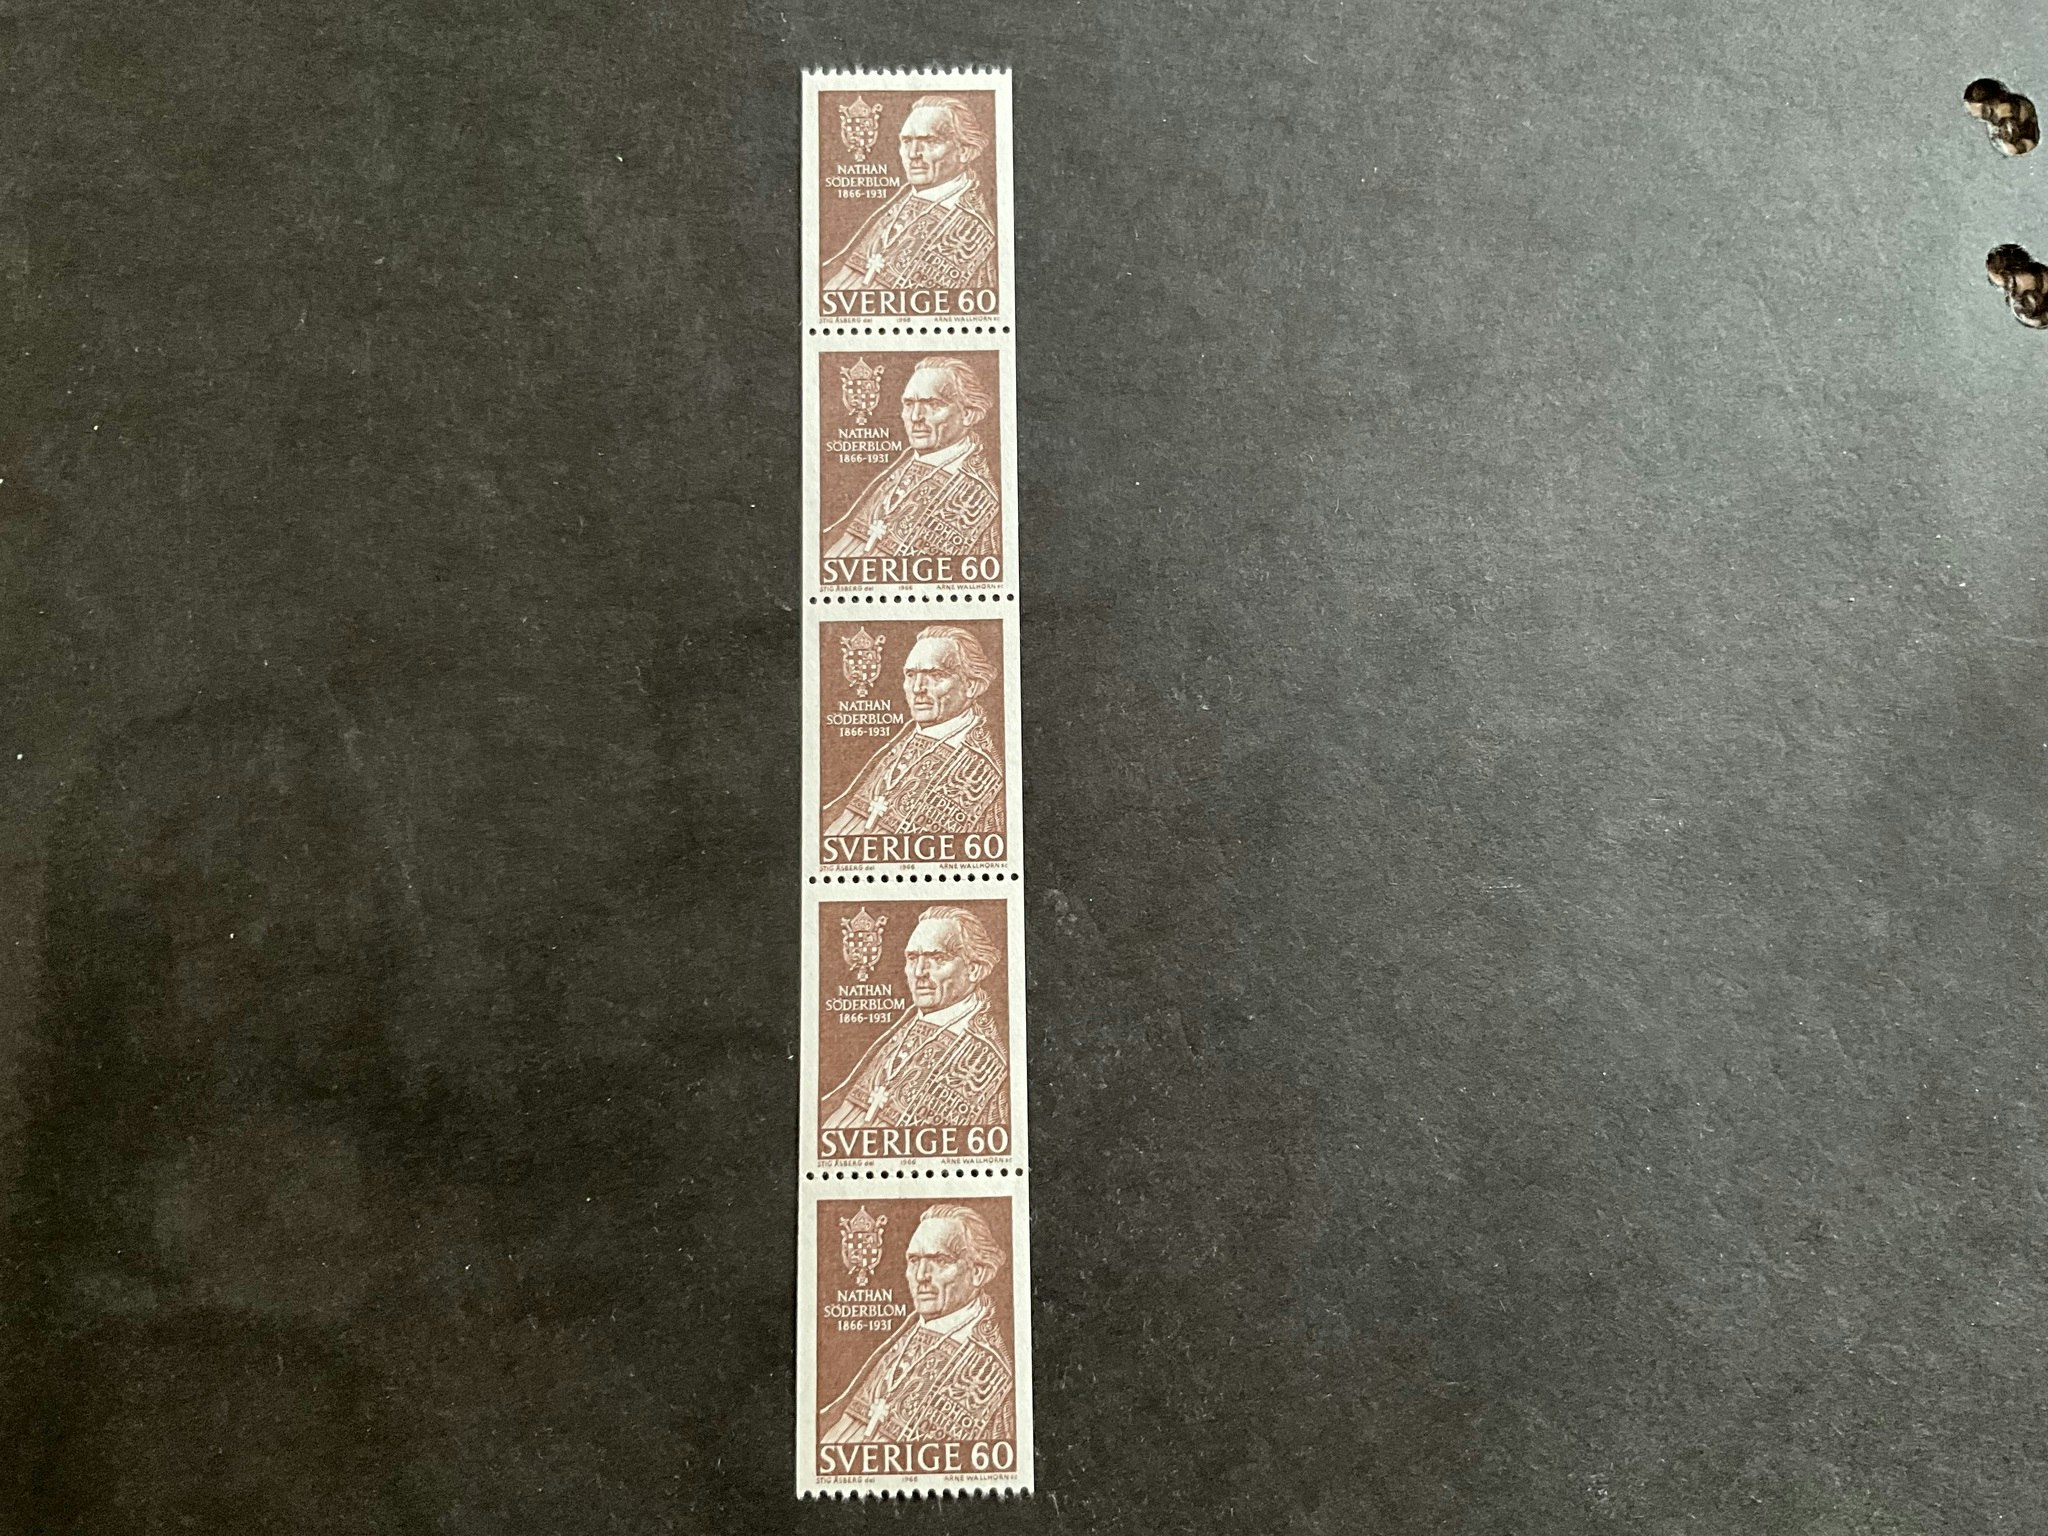 NATHAN
SÖDERBLOM
1866-1931
SVERIGE 60
STIG ÅSBERG del 1966 ARNE WALLHORN sc
NATHAN
SÖDERBLOM
1866-1931
SVERIGE 60
STIG ÅSBERG del 1966 ARNE WALLHORN sc
NATHAN
SÖDERBLOM
1866-1931
SVERIGE 60
STIG ÅSBERG del 1966 ARNE WALLHORN sc
NATHAN
SÖDERBLOM
1866-1931
SVERIGE 60
STIG ÅSBERG del 1966 ARNE WALLHORN sc
NATHAN
SÖDERBLOM
1866-1931
SVERIGE 60
STIG ÅSBERG del 1966 ARNE WALLHORN sc